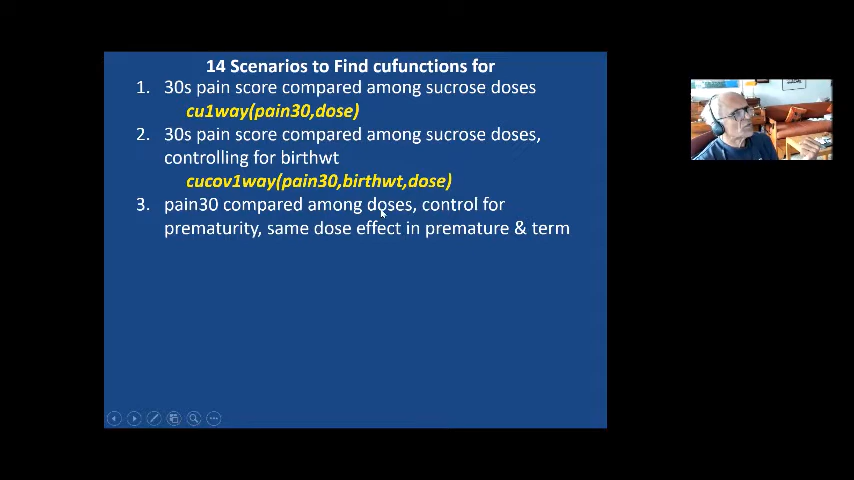 14 Scenarios to Find cufunctions for
1. 30s pain score compared among sucrose doses
cu1way(pain30,dose)
2. 30s pain score compared among sucrose doses,
controlling for birthwt
cucov1way(pain30,birthwt,dose)
3. pain30 compared among doses, control for
prematurity, same dose effect in premature & term